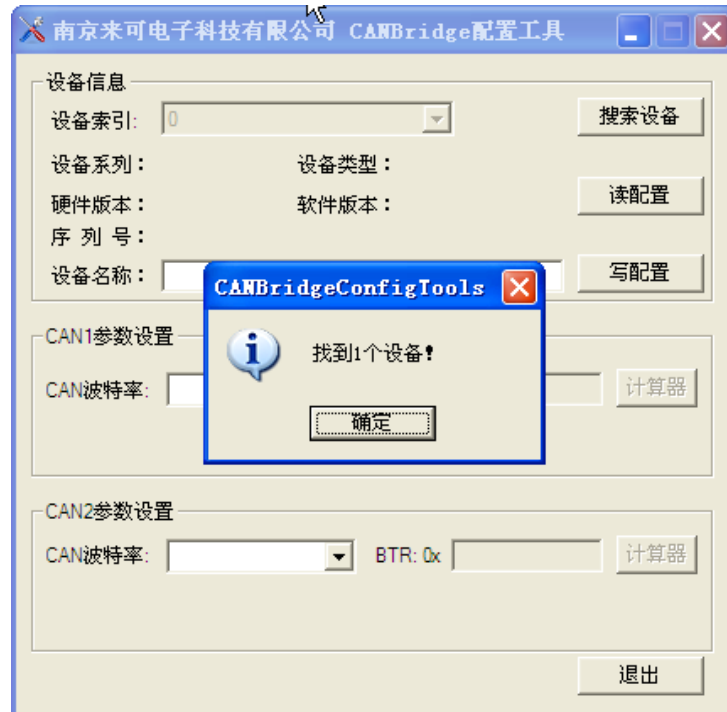 南京来可电子科技有限公司 CANBridge配置工具
设备信息
设备索引: 0
搜索设备
设备系列： 设备类型：
硬件版本： 软件版本：
读配置
序 列 号：
设备名称：
写配置
CANBridgeConfigTools
找到1个设备!
确定
CAN1参数设置
CAN波特率:
计算器
CAN2参数设置
CAN波特率: BTR: 0x
计算器
退出